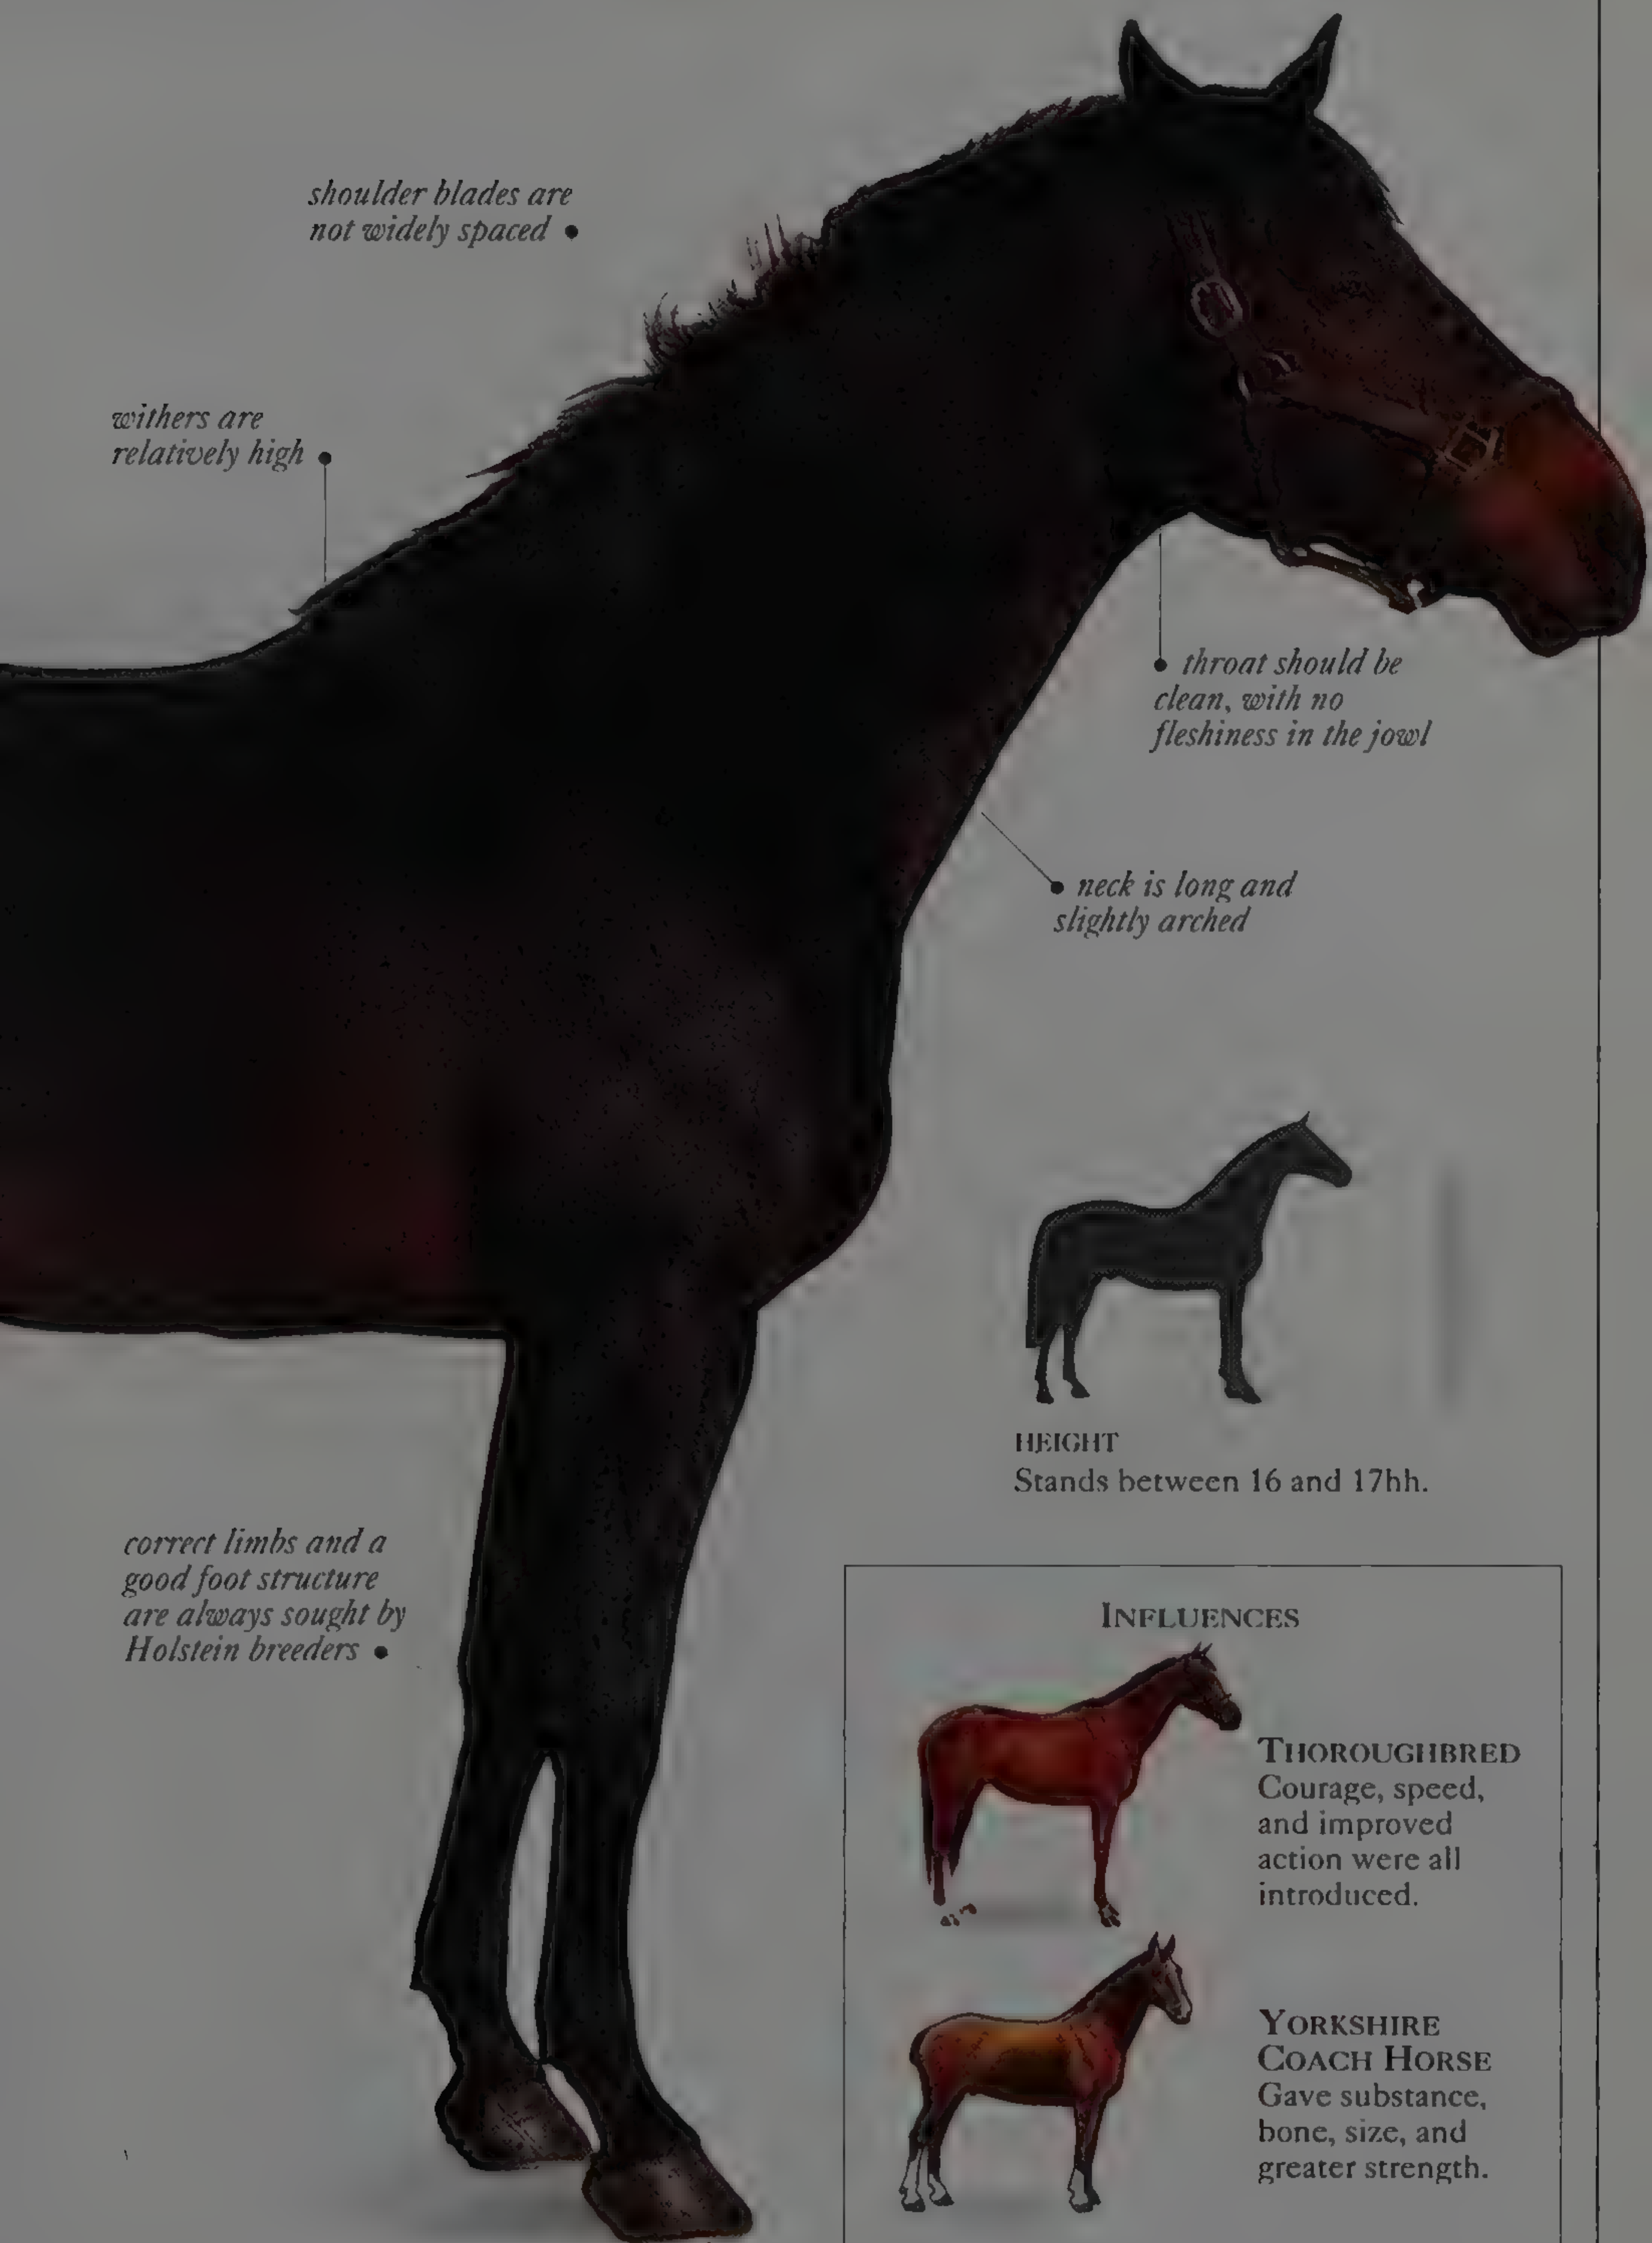 shoulder blades are
not widely spaced
withers are
relatively high
throat should be
clean, with no
fleshiness in the jowl
neck is long and
slightly arched
HEIGHT
Stands between 16 and 17hh.
correct limbs and a
good foot structure
are always sought by
Holstein breeders
INFLUENCES
THOROUGHBRED
Courage, speed,
and improved
action were all
introduced.
YORKSHIRE
COACH HORSE
Gave substance,
bone, size, and
greater strength.